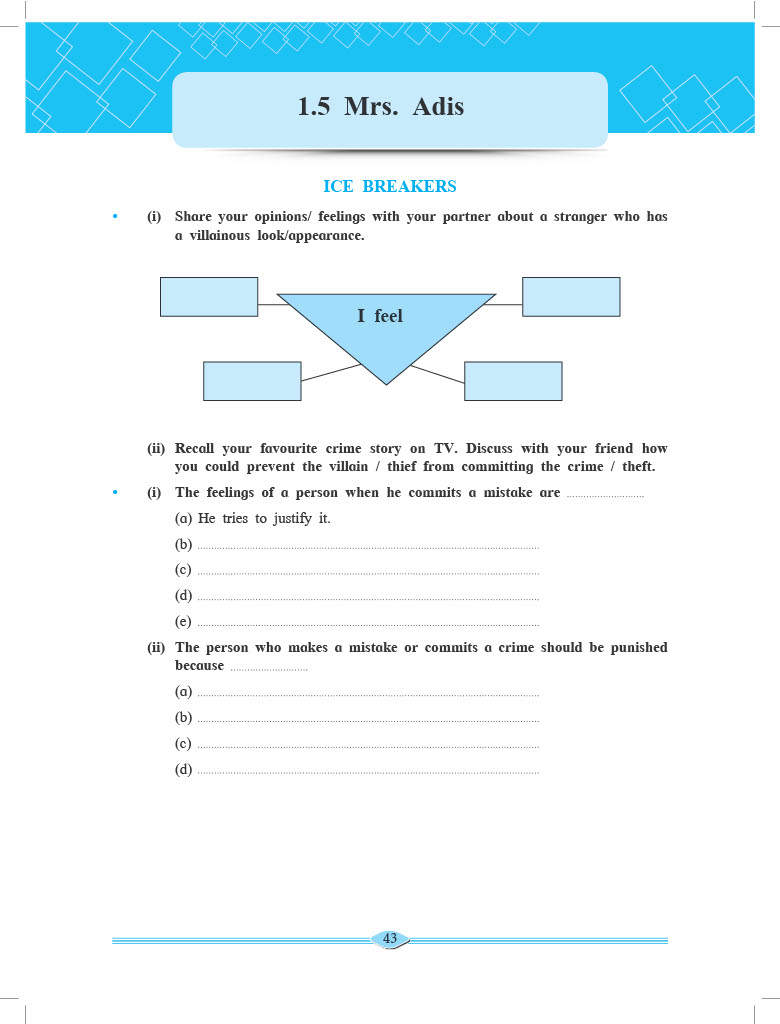 1.5 Mrs. Adis
ICE BREAKERS
• (i) Share your opinions/ feelings with your partner about a stranger who has
a villainous look/appearance.
I feel
(ii) Recall your favourite crime story on TV. Discuss with your friend how
you could prevent the villain / thief from committing the crime / theft.
• (i) The feelings of a person when he commits a mistake are ............................
(a) He tries to justify it.
(b) ............................................................................................................................
(c) ............................................................................................................................
(d) ............................................................................................................................
(e) ............................................................................................................................
(ii) The person who makes a mistake or commits a crime should be punished
because ............................
(a) ............................................................................................................................
(b) ............................................................................................................................
(c) ............................................................................................................................
(d) ............................................................................................................................
43